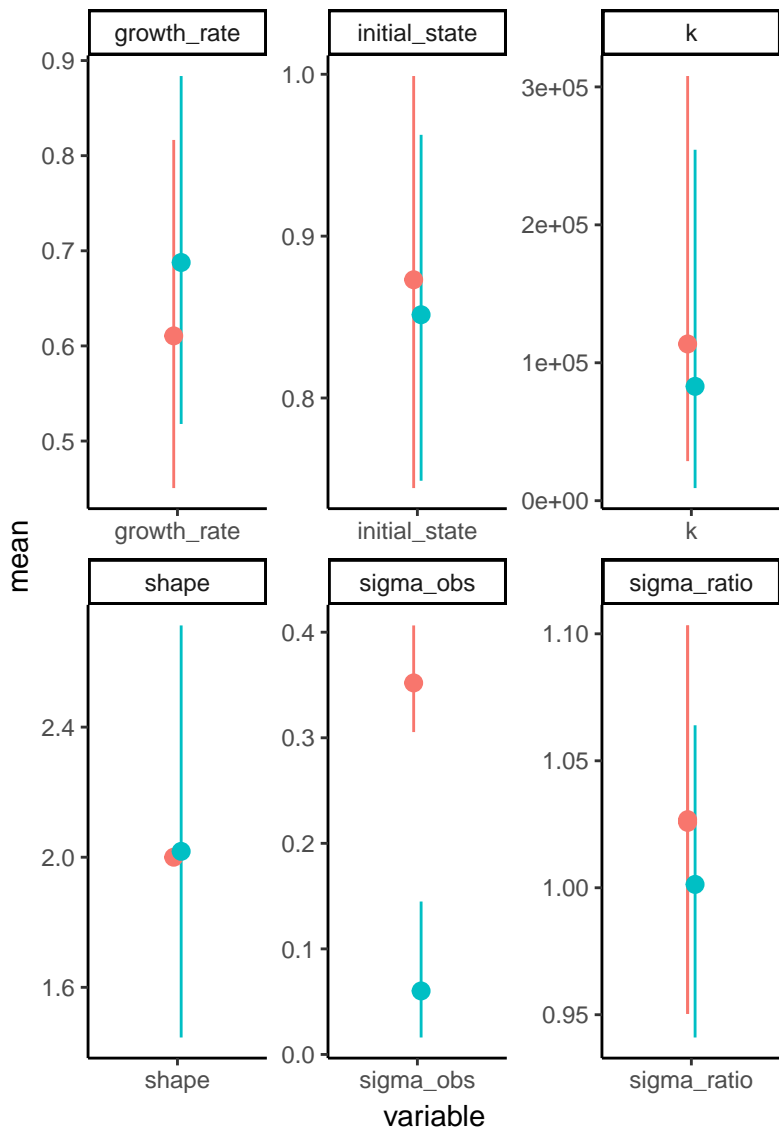 growth_rate
initial_state
k
0.9
0.8
0.7
0.6
0.5
1.0
0.9
0.8
3e+05
2e+05
1e+05
0e+00
growth_rate
initial_state
k
mean
shape
sigma_obs
sigma_ratio
2.4
2.0
1.6
0.4
0.3
0.2
0.1
0.0
1.10
1.05
1.00
0.95
shape
sigma_obs
sigma_ratio
variable